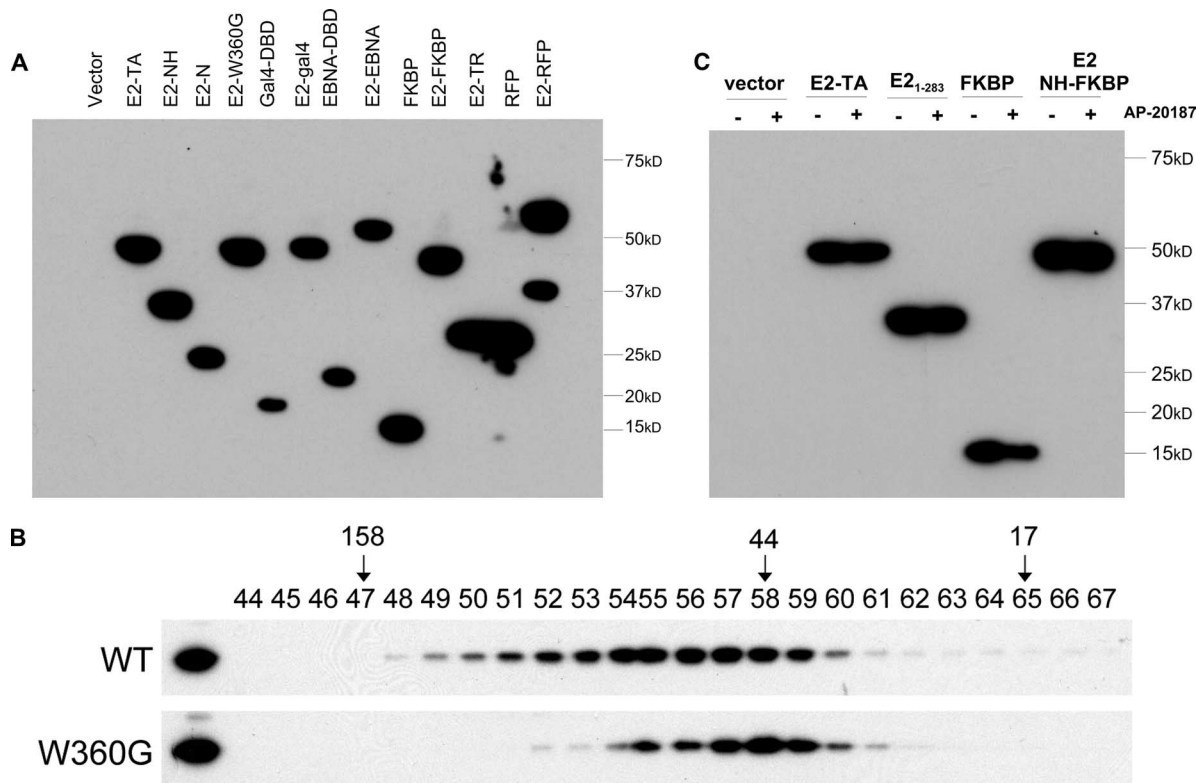 A
Vector
E2-TA
E2-NH
E2-N
E2-W360G
Gal4-DBD
E2-gal4
EBNA-DBD
E2-EBNA
FKBP
E2-FKBP
E2-TR
RFP
E2-RFP
75kD
50kD
37kD
25kD
20kD
15kD
C
vector
E2-TA
E21-283
FKBP
E2
NH-FKBP
- + - + - + - + - +
AP-20187
75kD
50kD
37kD
25kD
20kD
15kD
B
158 44 17
44 45 46 47 48 49 50 51 52 53 54 55 56 57 58 59 60 61 62 63 64 65 66 67
WT
W360G